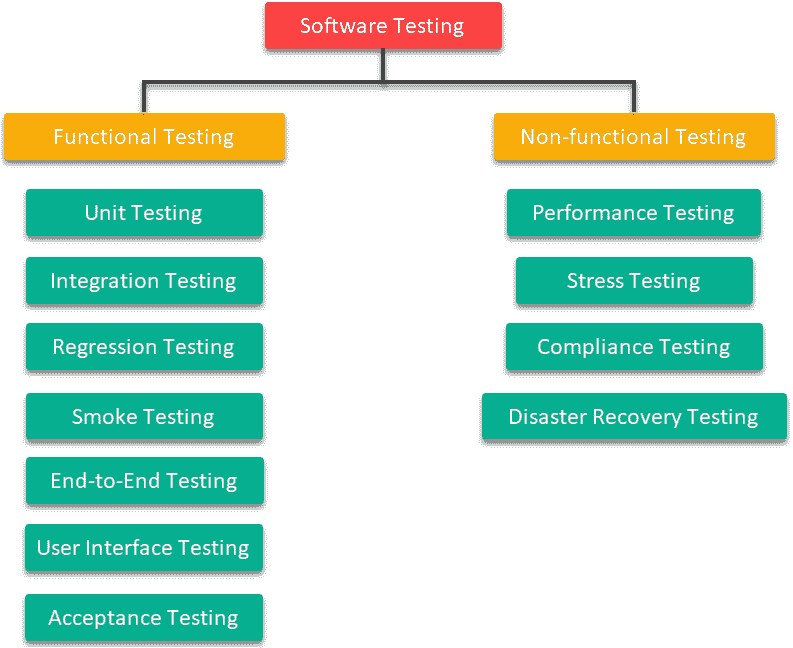 Software Testing
Functional Testing
Unit Testing
Integration Testing
Regression Testing
Smoke Testing
End-to-End Testing
User Interface Testing
Acceptance Testing
Non-functional Testing
Performance Testing
Stress Testing
Compliance Testing
Disaster Recovery Testing